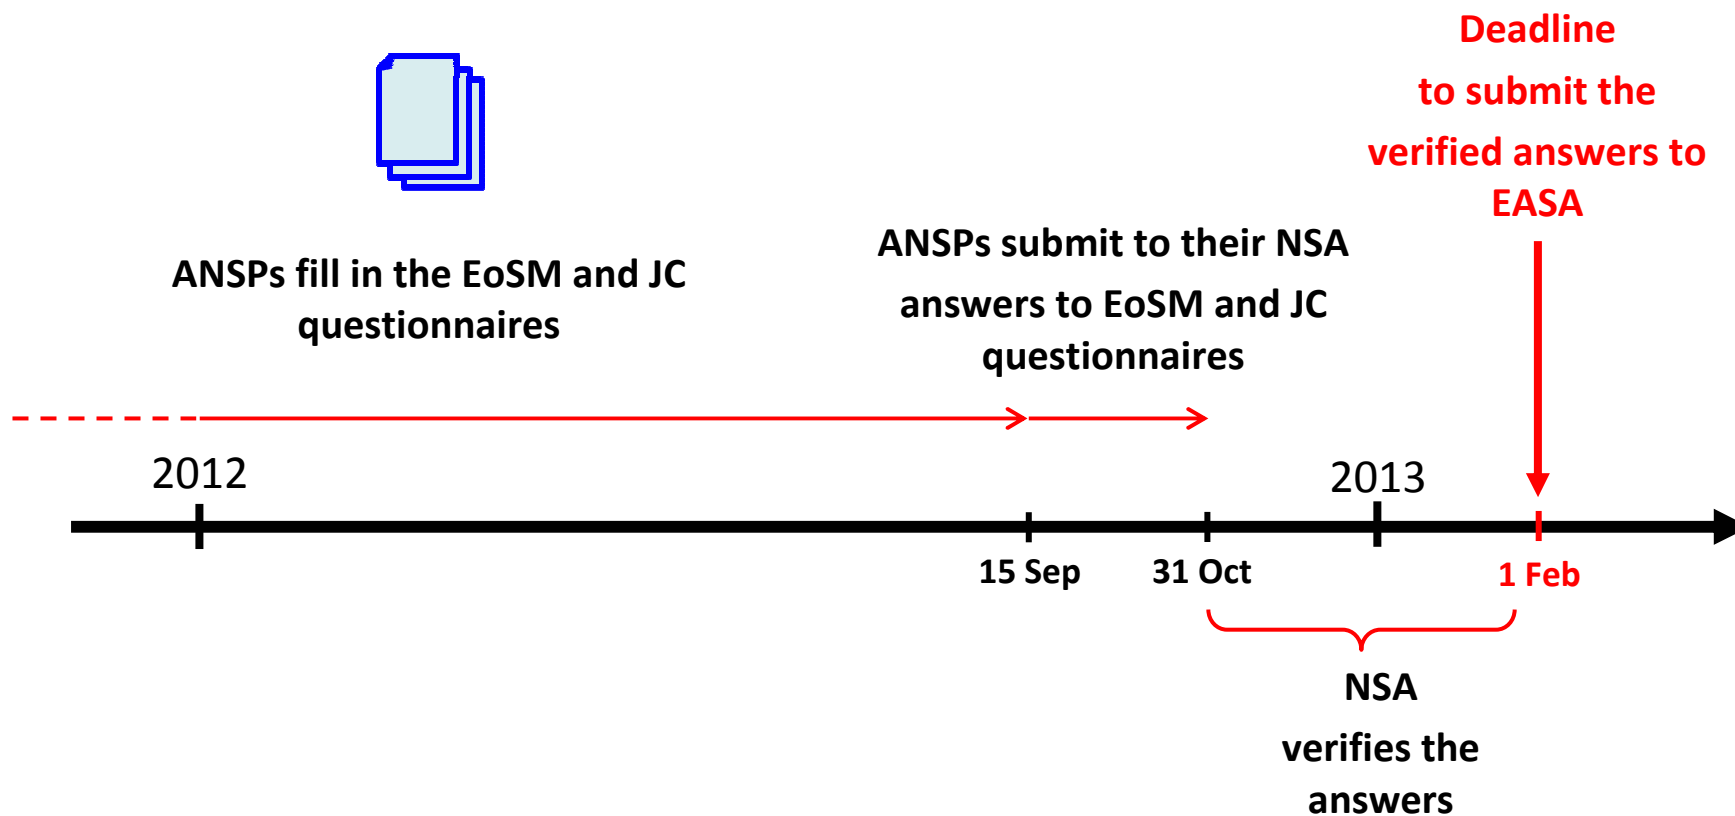 Deadline
to submit the
verified answers to
EASA
ANSPs fill in the EoSM and JC
questionnaires
ANSPs submit to their NSA
answers to EoSM and JC
questionnaires
2012
2013
15 Sep
31 Oct
1 Feb
NSA
verifies the
answers